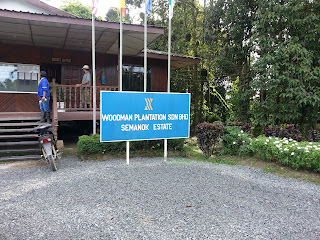 WOODMAN PLANTATION SDN BHD
SEMANOK ESTATE